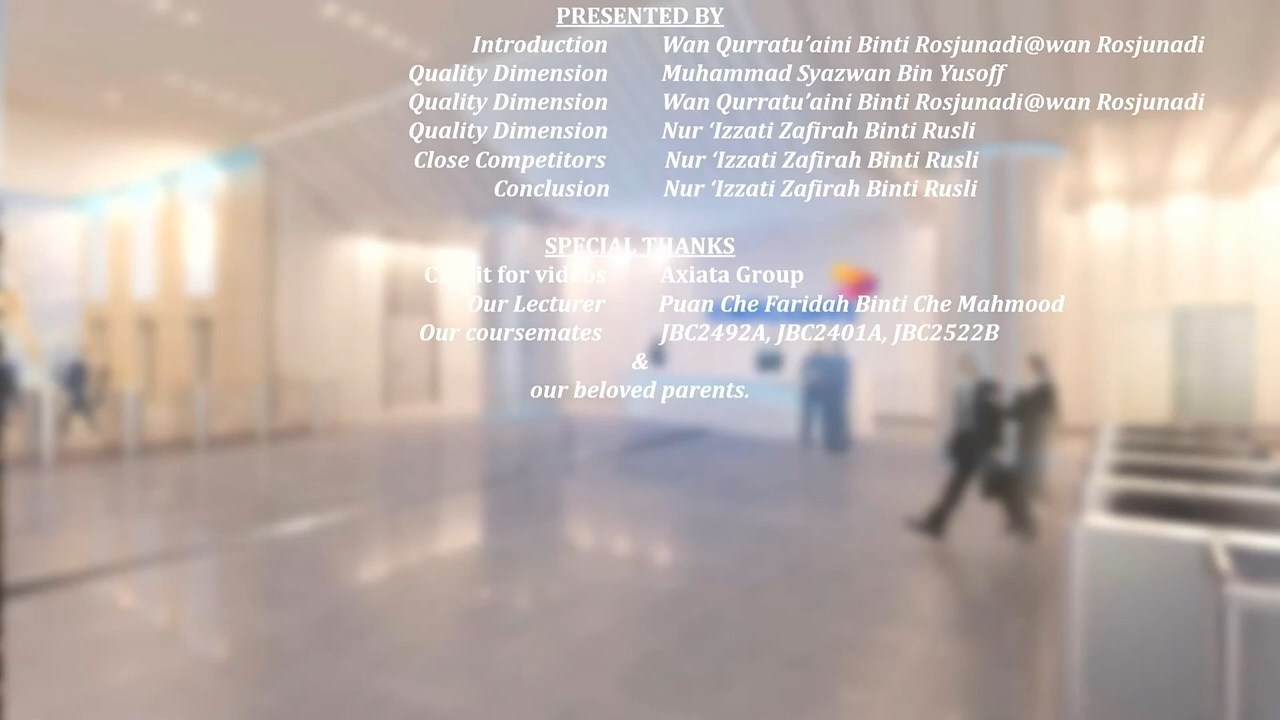 PRESENTED BY
Introduction Wan Qurratu’aini Binti Rosjunadi@wan Rosjunadi
Quality Dimension Muhammad Syazwan Bin Yusoff
Quality Dimension Wan Qurratu’aini Binti Rosjunadi@wan Rosjunadi
Quality Dimension Nur ‘Izzati Zafirah Binti Rusli
Close Competitors Nur ‘Izzati Zafirah Binti Rusli
Conclusion Nur ‘Izzati Zafirah Binti Rusli
SPECIAL THANKS
Credit for videos Axiata Group
Our Lecturer Puan Che Faridah Binti Che Mahmood
Our coursemates JBC2492A, JBC2401A, JBC2522B
&
our beloved parents.